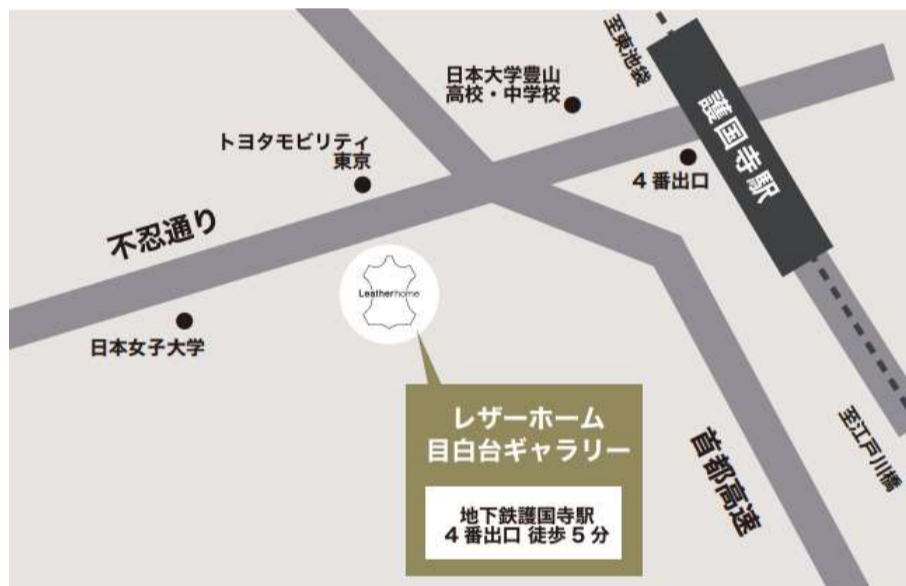 至東池袋
日本大学豊山
高校・中学校
護国寺駅
トヨタモビリティ
東京
4番出口
不忍通り
Leatherhome
日本女子大学
レザーホーム
目白台ギャラリー
地下鉄護国寺駅
4番出口 徒歩5分
首都高速
至江戸川橋